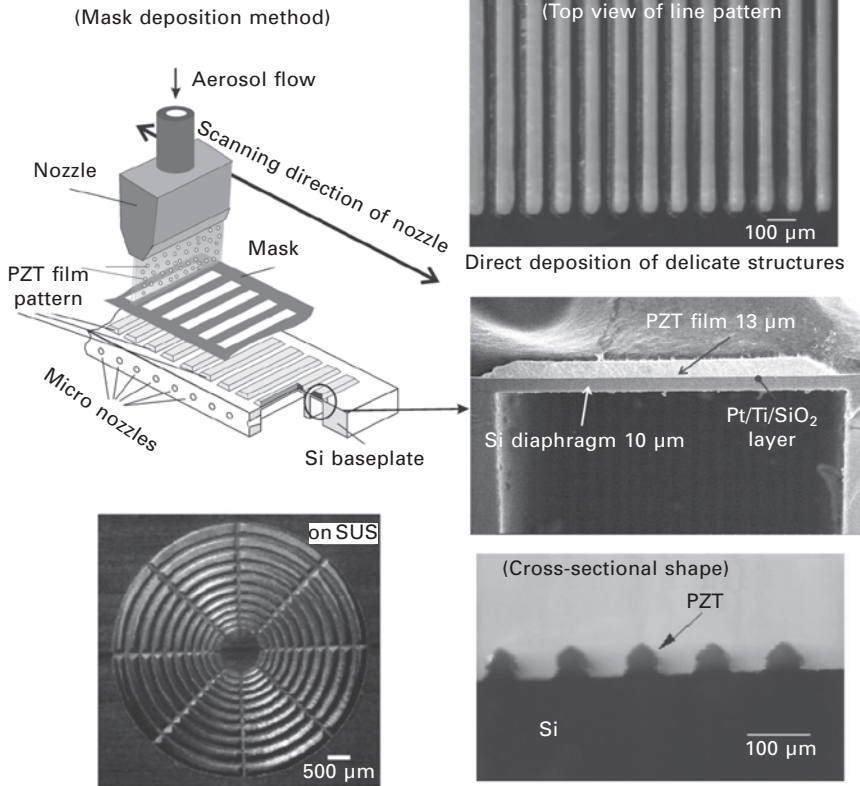 (Mask deposition method)
Aerosol flow
Scanning direction of nozzle
Nozzle
Mask
PZT film
pattern
Micro nozzles
Si baseplate
(Top view of line pattern
100 µm
Direct deposition of delicate structures
PZT film 13 µm
Si diaphragm 10 µm
Pt/Ti/SiO₂
layer
on SUS
500 µm
(Cross-sectional shape)
PZT
Si
100 µm